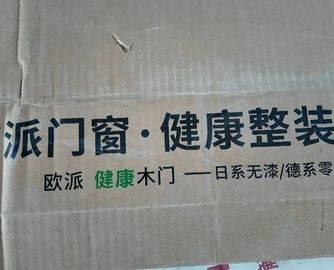 派门窗·健康整装
欧派 健康木门 — 日系无漆/德系零